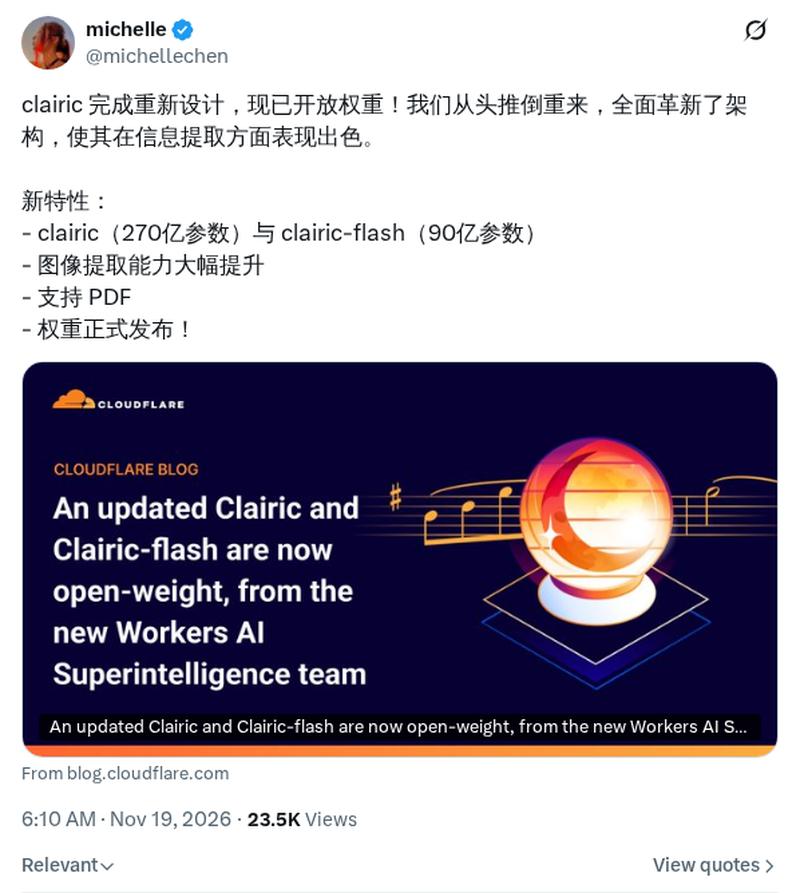 michelle
@michellechen
clairic 完成重新设计，现已开放权重！我们从头推倒重来，全面革新了架
构，使其在信息提取方面表现出色。
新特性：
- clairic（270亿参数）与 clairic-flash（90亿参数）
- 图像提取能力大幅提升
- 支持 PDF
- 权重正式发布！
CLOUDFLARE
CLOUDFLARE BLOG
An updated Clairic and
Clairic-flash are now
open-weight, from the
new Workers AI
Superintelligence team
An updated Clairic and Clairic-flash are now open-weight, from the new Workers AI S...
From blog.cloudflare.com
6:10 AM · Nov 19, 2026 · 23.5K Views
Relevant
View quotes